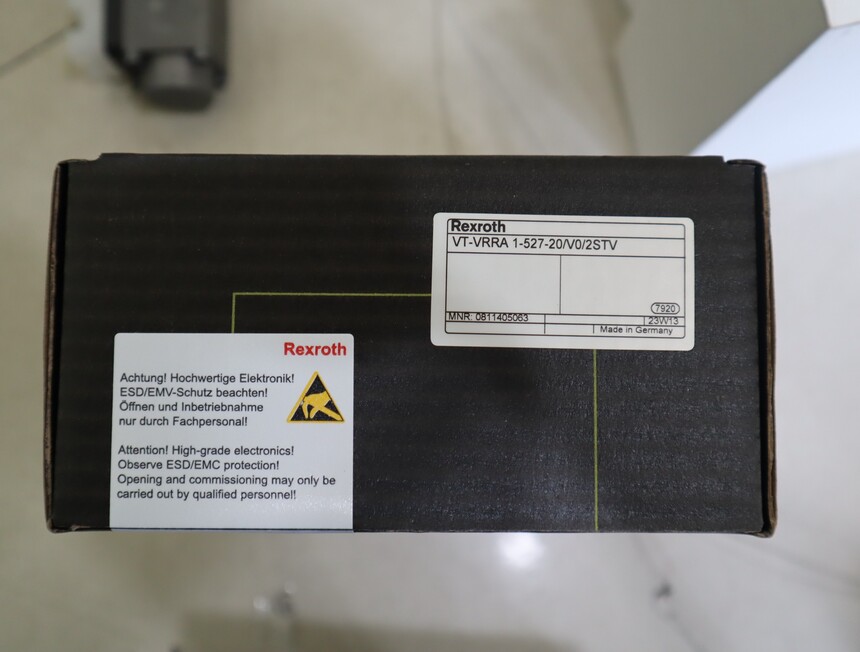 Rexroth
VT-VRRA 1-527-20/V0/2STV
7920
MNR: 0811405063
23W13
Made in Germany
Rexroth
Achtung! Hochwertige Elektronik!
ESD/EMV-Schutz beachten!
Öffnen und Inbetriebnahme
nur durch Fachpersonal!
Attention! High-grade electronics!
Observe ESD/EMC protection!
Opening and commissioning may only be
carried out by qualified personnel!